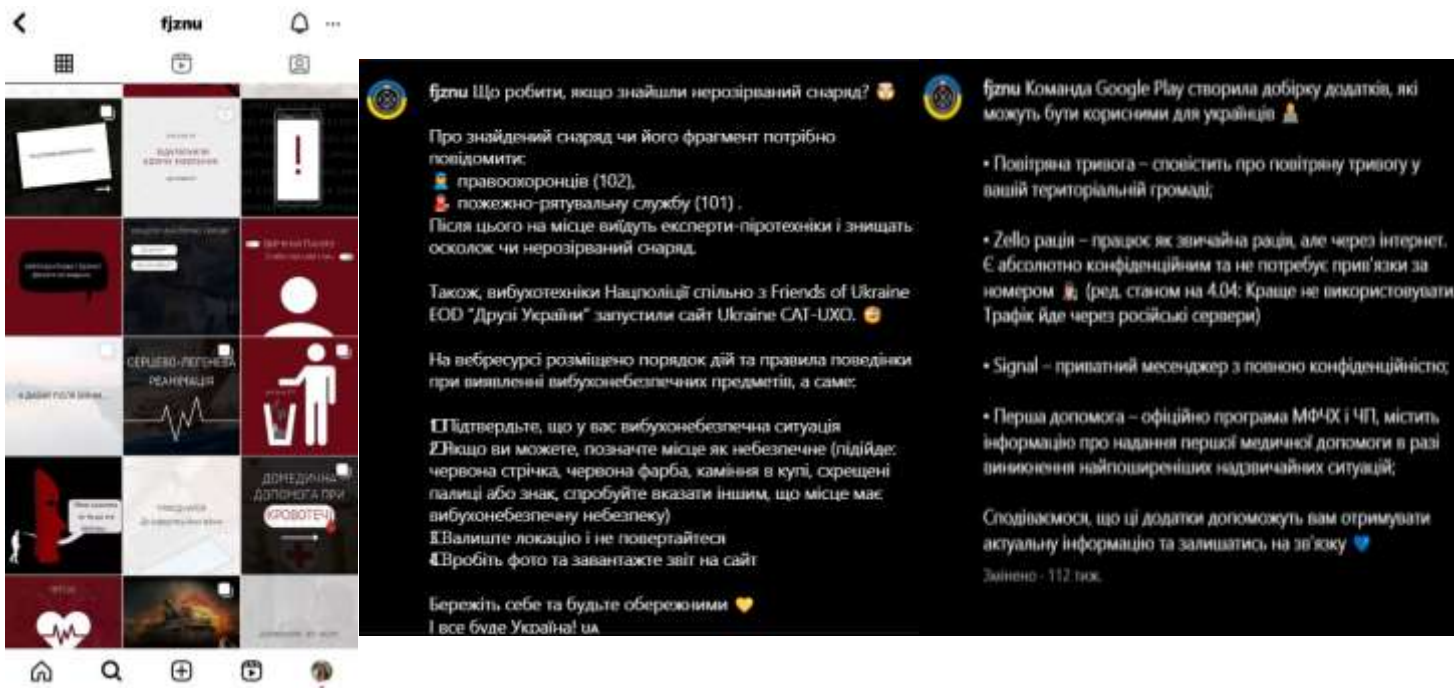 fjznu
СЕРЦЕВО-ЛЕГЕНЕВА
РЕАНІМАЦІЯ
ДОМЕДИЧНА
ДОПОМОГА ПРИ
КРОВОТЕЧІ
fjznu Що робити, якщо знайшли нерозірваний снаряд?
Про знайдений снаряд чи його фрагмент потрібно
повідомити:
правоохоронців (102),
пожежно-рятувальну службу (101) .
Після цього на місце виїдуть експерти-піротехніки і знищать
осколок чи нерозірваний снаряд.
Також, вибухотехніки Нацполіції спільно з Friends of Ukraine
EOD "Друзі України" запустили сайт Ukraine CAT-UXO.
На вебресурсі розміщено порядок дій та правила поведінки
при виявленні вибухонебезпечних предметів, а саме:
1 Підтвердьте, що у вас вибухонебезпечна ситуація
2 Якщо ви можете, позначте місце як небезпечне (підійде:
червона стрічка, червона фарба, каміння в купі, схрещені
палиці або знак, спробуйте вказати іншим, що місце має
вибухонебезпечну небезпеку)
3 Залиште локацію і не повертайтеся
4 Зробіть фото та завантажте звіт на сайт
Бережіть себе та будьте обережними
І все буде Україна! UA
fjznu Команда Google Play створила добірку додатків, які
можуть бути корисними для українців
• Повітряна тривога – сповістить про повітряну тривогу у
вашій територіальній громаді;
• Zello рація – працює як звичайна рація, але через інтернет.
Є абсолютно конфіденційним та не потребує прив'язки за
номером (ред. станом на 4.04: Краще не використовувати
Трафік йде через російські сервери)
• Signal – приватний месенджер з повною конфіденційністю;
• Перша допомога – офіційно програма МФЧХ і ЧП, містить
інформацію про надання першої медичної допомоги в разі
виникнення найпоширеніших надзвичайних ситуацій;
Сподіваємося, що ці додатки допоможуть вам отримувати
актуальну інформацію та залишатись на зв'язку
Змінено · 112 тиж.